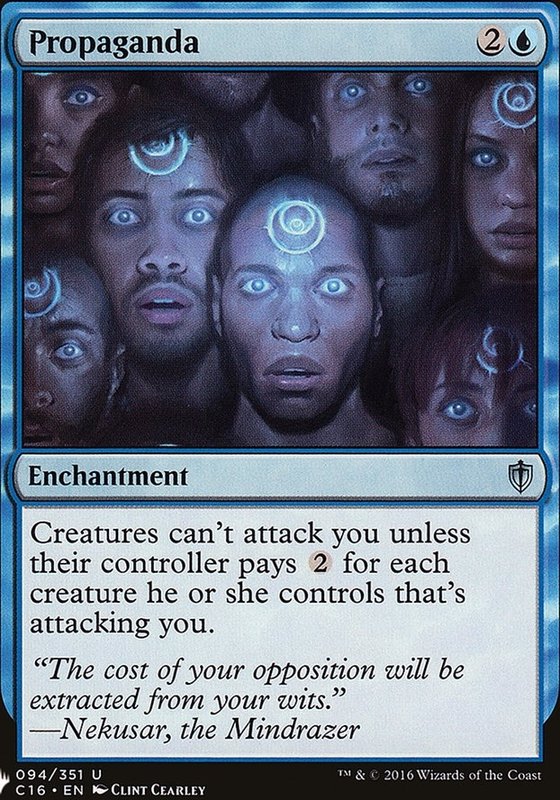 Propaganda 2
Enchantment
Creatures can't attack you unless
their controller pays 2 for each
creature he or she controls that's
attacking you.
“The cost of your opposition will be
extracted from your wits.”
—Nekusar, the Mindrazer
094/351 U
C16 • EN Clint Cearley
™ & © 2016 Wizards of the Coast